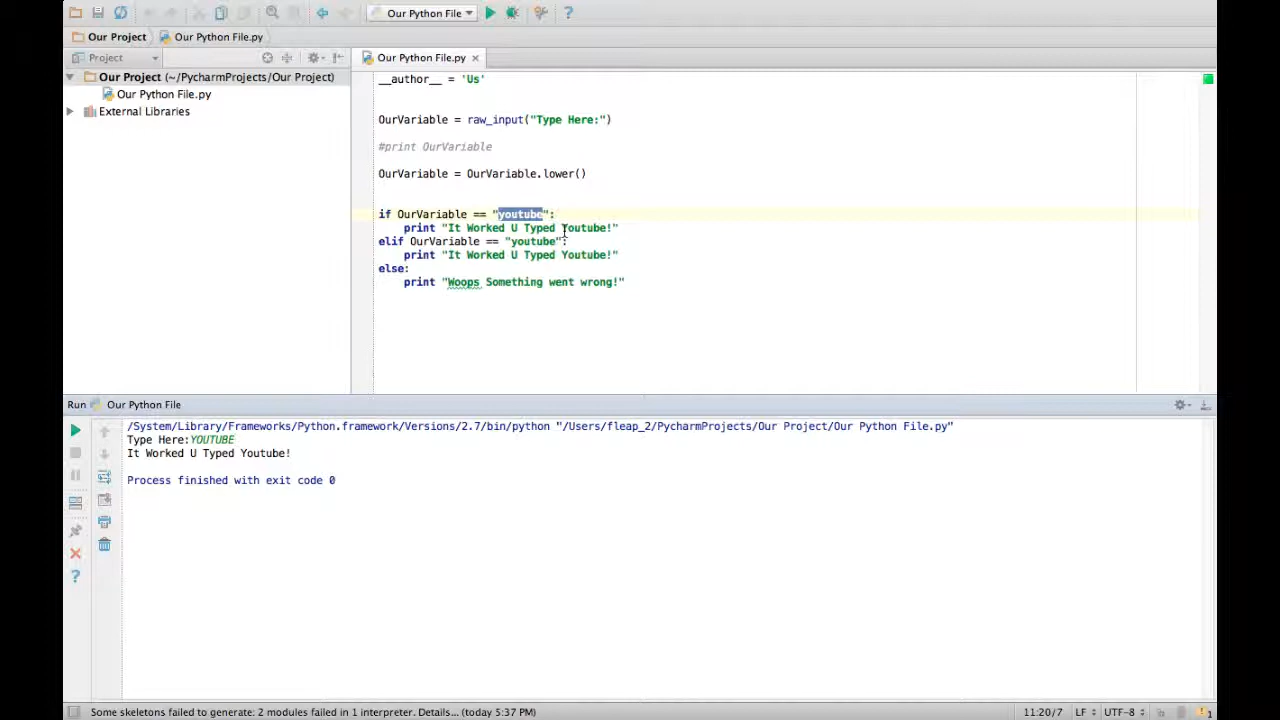 Our Python File
Our Project
Our Python File.py
Project
Our Python File.py
Our Project (~/PycharmProjects/Our Project)
Our Python File.py
External Libraries
__author__ = 'Us'
OurVariable = raw_input("Type Here:")
#print OurVariable
OurVariable = OurVariable.lower()
if OurVariable == "youtube":
print "It Worked U Typed Youtube!"
elif OurVariable == "youtube":
print "It Worked U Typed Youtube!"
else:
print "Woops Something went wrong!"
Run Our Python File
/System/Library/Frameworks/Python.framework/Versions/2.7/bin/python "/Users/fleap_2/PycharmProjects/Our Project/Our Python File.py"
Type Here:YOUTUBE
It Worked U Typed Youtube!
Process finished with exit code 0
Some skeletons failed to generate: 2 modules failed in 1 interpreter. Details... (today 5:37 PM)
11:20/7 LF UTF-8 1